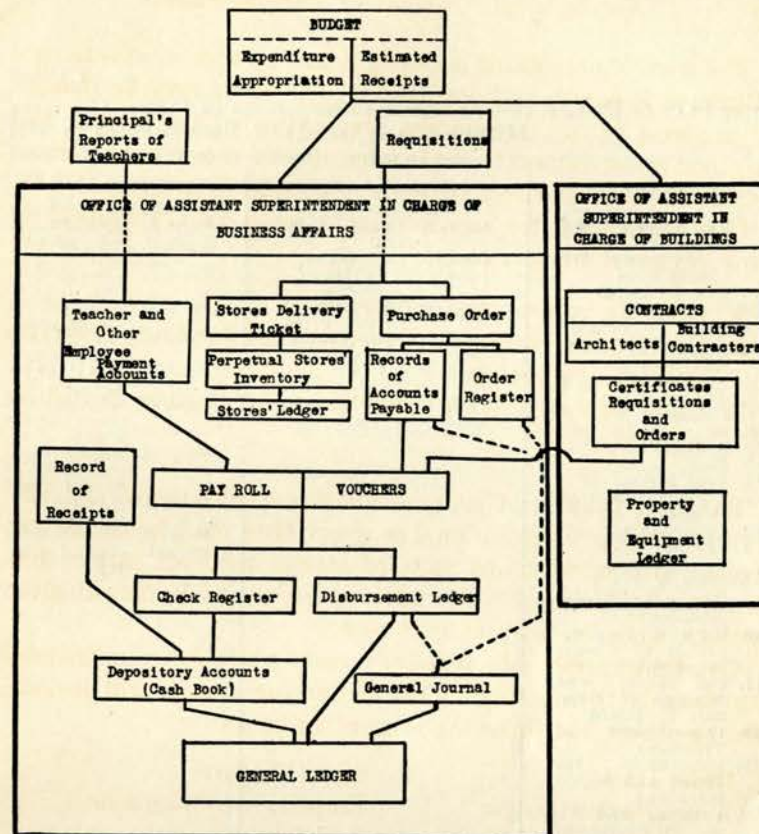 BUDGET
Expenditure
Appropriation
Estimated
Receipts
Principal's
Reports of
Teachers
Requisitions
OFFICE OF ASSISTANT SUPERINTENDENT IN CHARGE OF
BUSINESS AFFAIRS
OFFICE OF ASSISTANT
SUPERINTENDENT IN
CHARGE OF BUILDINGS
Teacher and
Other
Employee
Payment
Accounts
Stores Delivery
Ticket
Perpetual Stores'
Inventory
Stores' Ledger
Purchase Order
Records
of
Accounts
Payable
Order
Register
CONTRACTS
Architects
Building
Contractors
Certificates
Requisitions
and
Orders
Property
and
Equipment
Ledger
Record
of
Receipts
PAY ROLL
VOUCHERS
Check Register
Disbursement Ledger
Depository Accounts
(Cash Book)
General Journal
GENERAL LEDGER